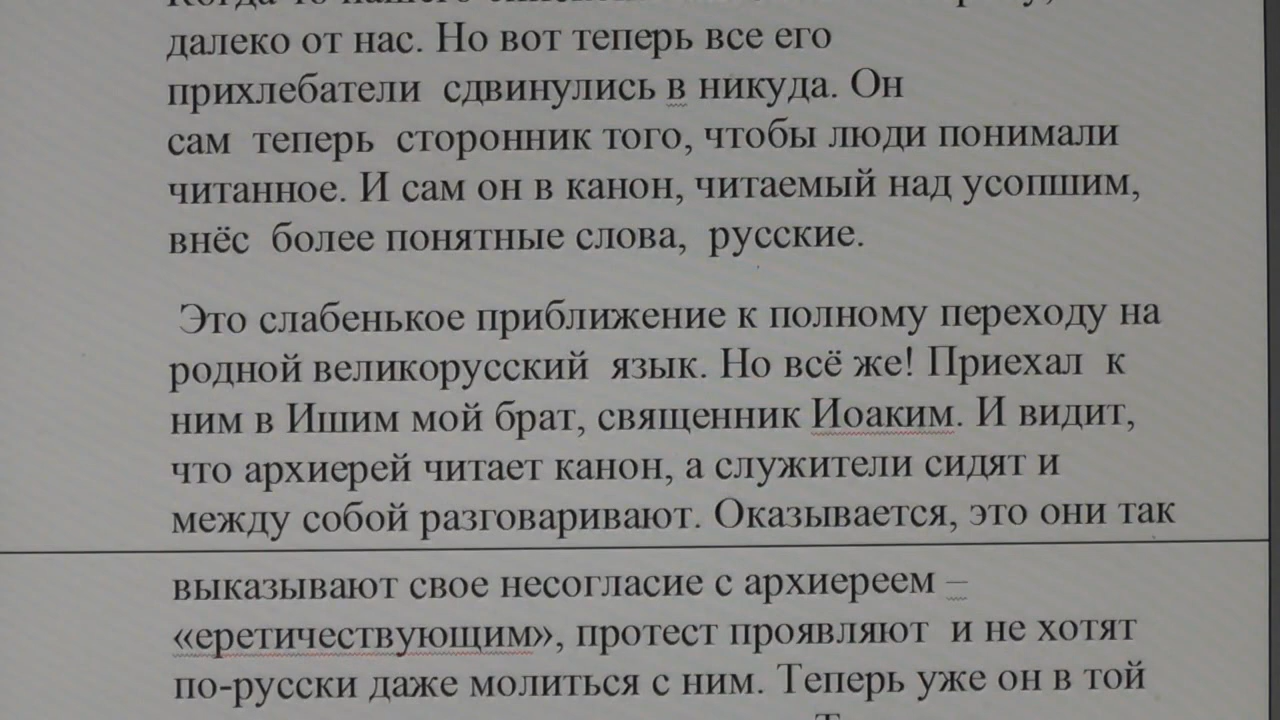 далеко от нас. Но вот теперь все его
прихлебатели  сдвинулись в никуда. Он
сам  теперь  сторонник того, чтобы люди понимали
читанное. И сам он в канон, читаемый над усопшим,
внёс  более понятные слова,  русские.
Это слабенькое приближение к полному переходу на
родной великорусский  язык. Но всё же! Приехал  к
ним в Ишим мой брат, священник Иоаким. И видит,
что архиерей читает канон, а служители сидят и
между собой разговаривают. Оказывается, это они так
выказывают свое несогласие с архиереем –
«еретичествующим», протест проявляют  и не хотят
по-русски даже молиться с ним. Теперь уже он в той